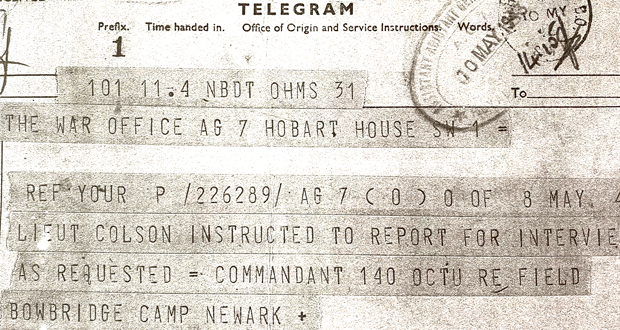 TELEGRAM
Prefix. Time handed in. Office of Origin and Service Instructions. Words.
1
To
101 11.4 NBDT OHMS 31
THE WAR OFFICE AG 7 HOBART HOUSE SW 1 =
REF YOUR P /226289/ AG 7 ( O ) O OF 8 MAY
LIEUT COLSON INSTRUCTED TO REPORT FOR INTERVIE
AS REQUESTED = COMMANDANT 140 OCTU RE FIELD
BOWBRIDGE CAMP NEWARK +